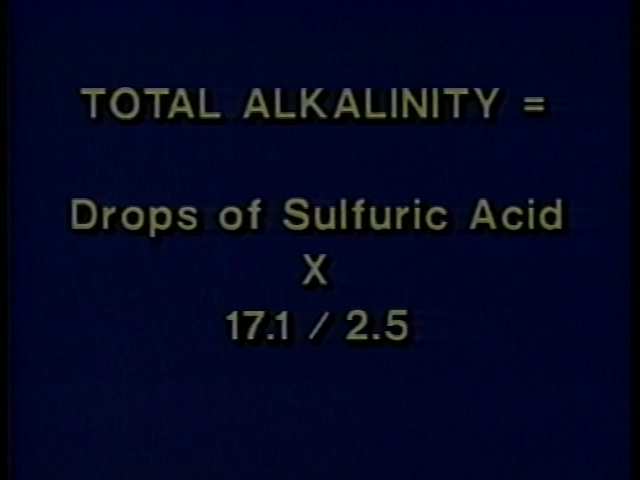 TOTAL ALKALINITY =
Drops of Sulfuric Acid
X
17.1 / 2.5